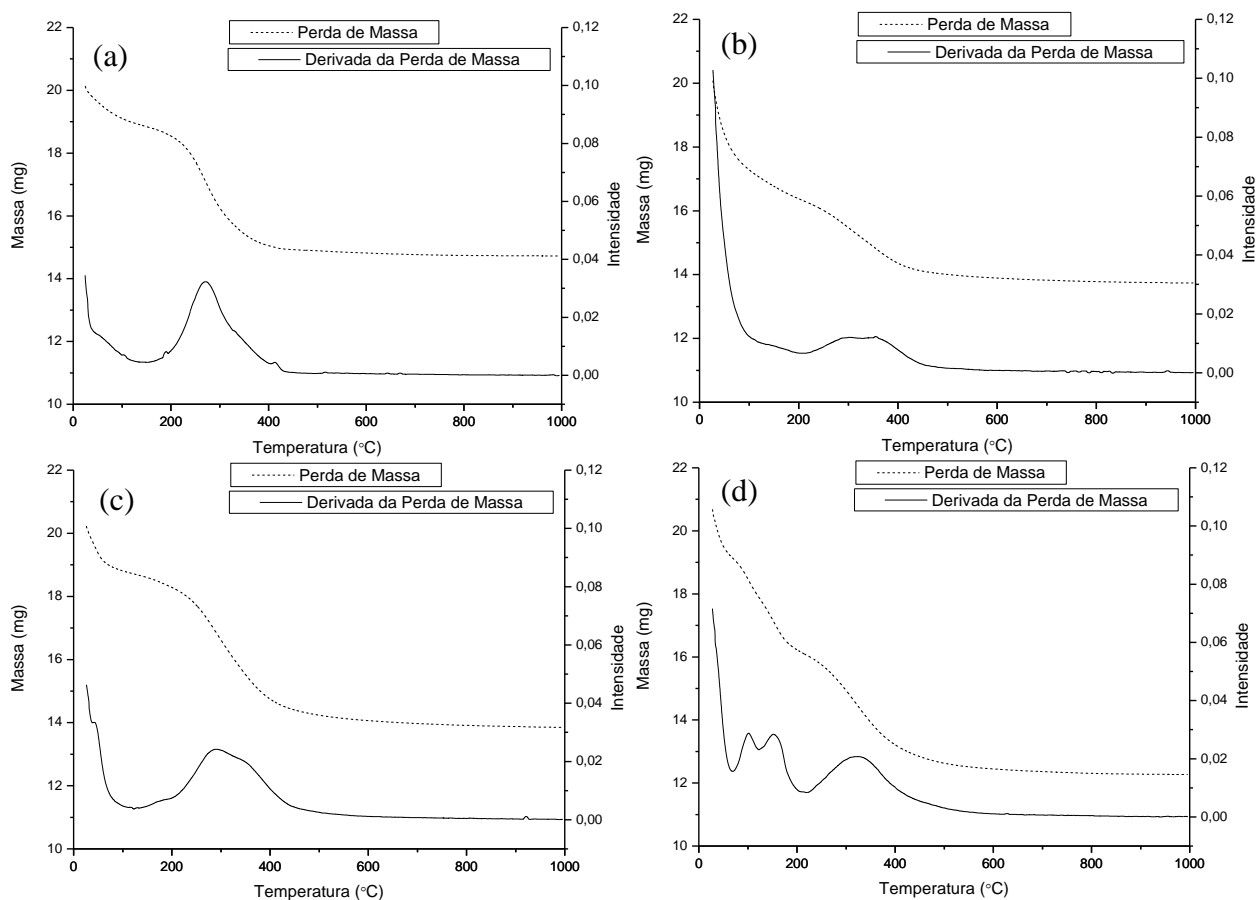 (a)
Perda de Massa
Derivada da Perda de Massa
22
20
18
16
14
12
10
Massa (mg)
0,12
0,10
0,08
0,06
0,04
0,02
0,00
Intensidade
0 200 400 600 800 1000
Temperatura (°C)
(b)
Perda de Massa
Derivada da Perda de Massa
22
20
18
16
14
12
10
Massa (mg)
0,12
0,10
0,08
0,06
0,04
0,02
0,00
Intensidade
0 200 400 600 800 1000
Temperatura (°C)
(c)
Perda de Massa
Derivada da Perda de Massa
22
20
18
16
14
12
10
Massa (mg)
0,12
0,10
0,08
0,06
0,04
0,02
0,00
Intensidade
0 200 400 600 800 1000
Temperatura (°C)
(d)
Perda de Massa
Derivada da Perda de Massa
22
20
18
16
14
12
10
Massa (mg)
0,12
0,10
0,08
0,06
0,04
0,02
0,00
Intensidade
0 200 400 600 800 1000
Temperatura (°C)